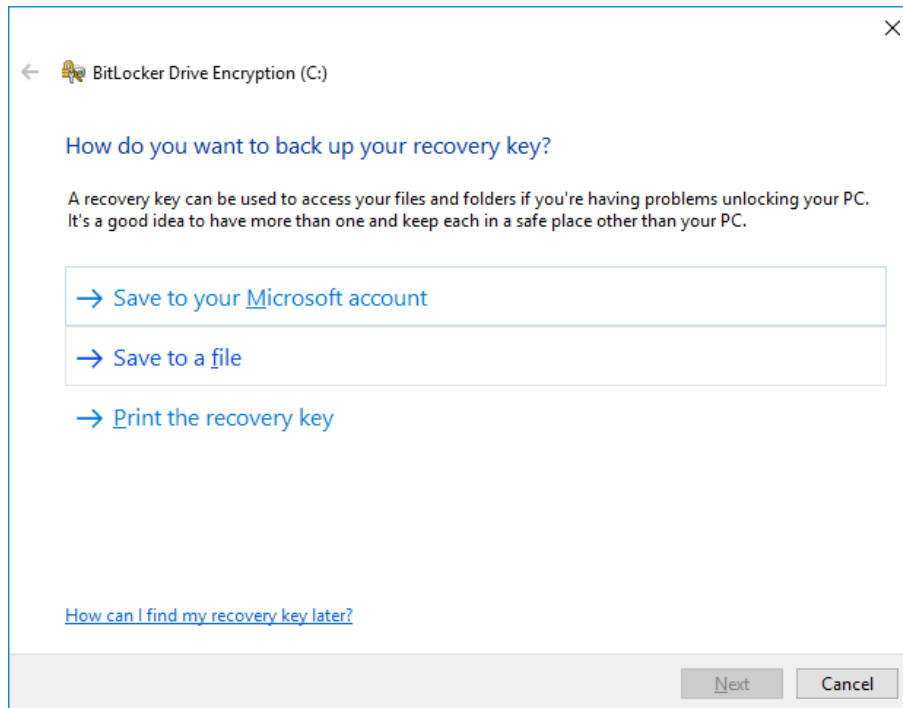 BitLocker Drive Encryption (C:)
How do you want to back up your recovery key?
A recovery key can be used to access your files and folders if you're having problems unlocking your PC.
It's a good idea to have more than one and keep each in a safe place other than your PC.
Save to your Microsoft account
Save to a file
Print the recovery key
How can I find my recovery key later?
Next
Cancel